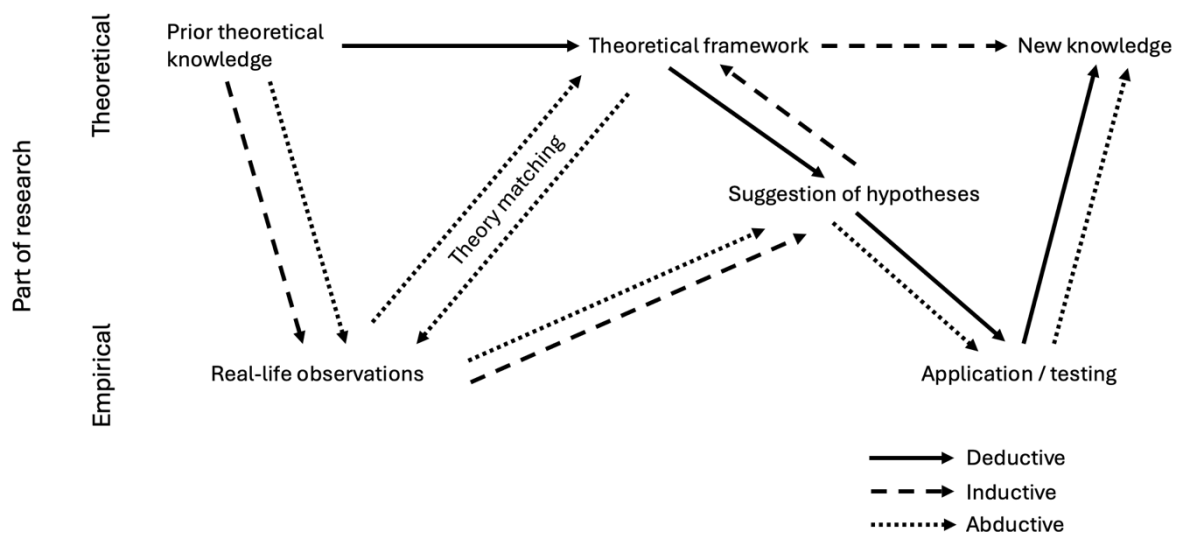 Prior theoretical
knowledge
Theoretical framework
New knowledge
Theoretical
Theory matching
Suggestion of hypotheses
Part of research
Real-life observations
Application / testing
Empirical
Deductive
Inductive
Abductive